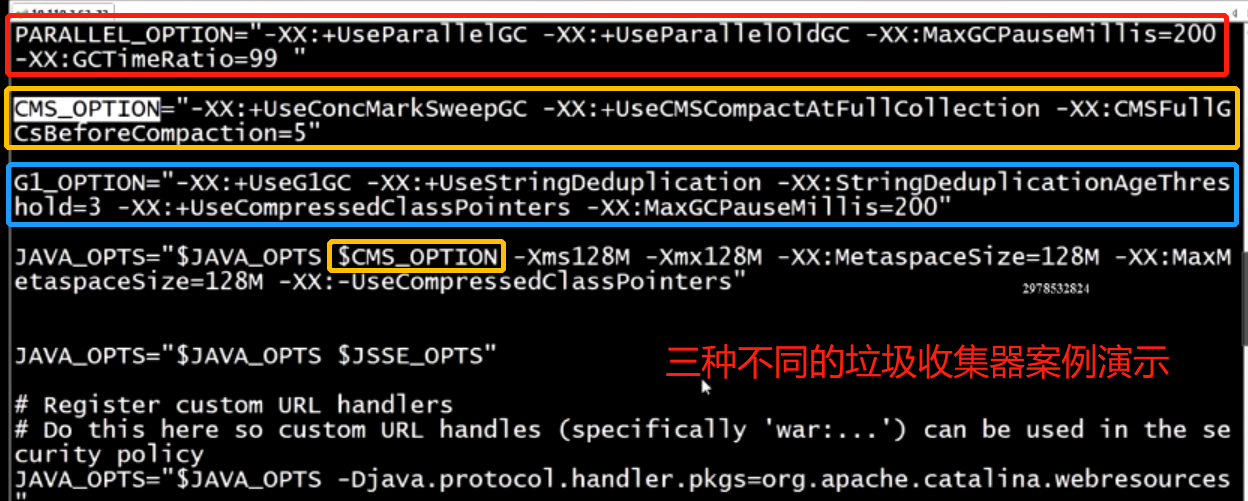 PARALLEL_OPTION="-XX:+UseParallelGC -XX:+UseParallelOldGC -XX:MaxGCPauseMillis=200
-XX:GCTimeRatio=99 "
CMS_OPTION="-XX:+UseConcMarkSweepGC -XX:+UseCMSCompactAtFullCollection -XX:CMSFullG
CsBeforeCompaction=5"
G1_OPTION="-XX:+UseG1GC -XX:+UseStringDeduplication -XX:StringDeduplicationAgeThres
hold=3 -XX:+UseCompressedClassPointers -XX:MaxGCPauseMillis=200"
JAVA_OPTS="$JAVA_OPTS $CMS_OPTION -Xms128M -Xmx128M -XX:MetaspaceSize=128M -XX:MaxM
etaspaceSize=128M -XX:-UseCompressedClassPointers"
2978532824
JAVA_OPTS="$JAVA_OPTS $JSSE_OPTS"
三种不同的垃圾收集器案例演示
# Register custom URL handlers
# Do this here so custom URL handles (specifically 'war:...') can be used in the se
curity policy
JAVA_OPTS="$JAVA_OPTS -Djava.protocol.handler.pkgs=org.apache.catalina.webresources
"